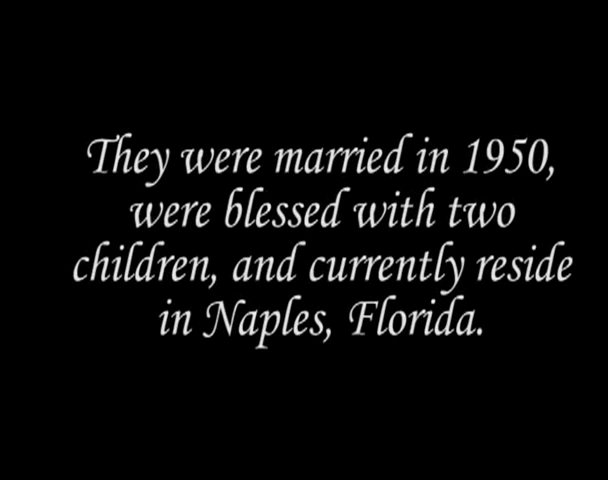 They were married in 1950,
were blessed with two
children, and currently reside
in Naples, Florida.